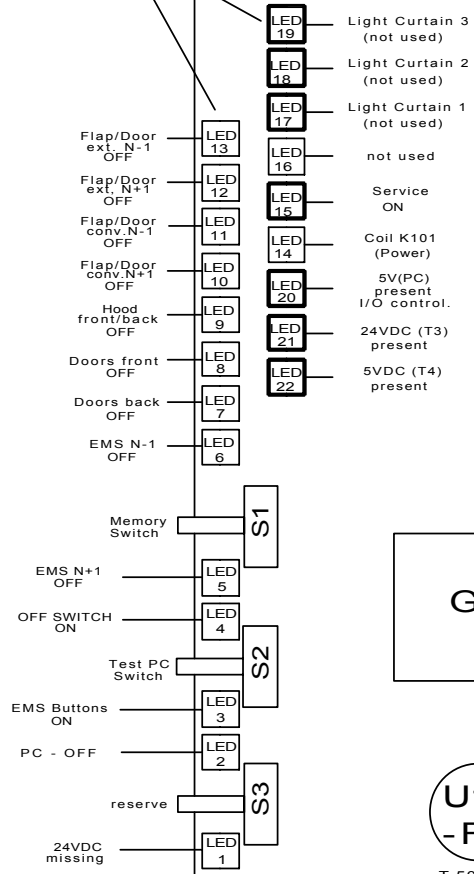 LED
19
Light Curtain 3
(not used)
LED
18
Light Curtain 2
(not used)
LED
17
Light Curtain 1
(not used)
LED
16
not used
LED
15
Service
ON
LED
14
Coil K101
(Power)
LED
20
5V(PC)
present
I/O control.
LED
21
24VDC (T3)
present
LED
22
5VDC (T4)
present
Flap/Door
ext. N-1
OFF
LED
13
Flap/Door
ext, N+1
OFF
LED
12
Flap/Door
conv.N-1
OFF
LED
11
Flap/Door
conv.N+1
OFF
LED
10
Hood
front/back
OFF
LED
9
Doors front
OFF
LED
8
Doors back
OFF
LED
7
EMS N-1
OFF
LED
6
Memory
Switch
S1
EMS N+1
OFF
LED
5
OFF SWITCH
ON
LED
4
Test PC
Switch
S2
EMS Buttons
ON
LED
3
PC - OFF
LED
2
reserve
S3
24VDC
missing
LED
1
G